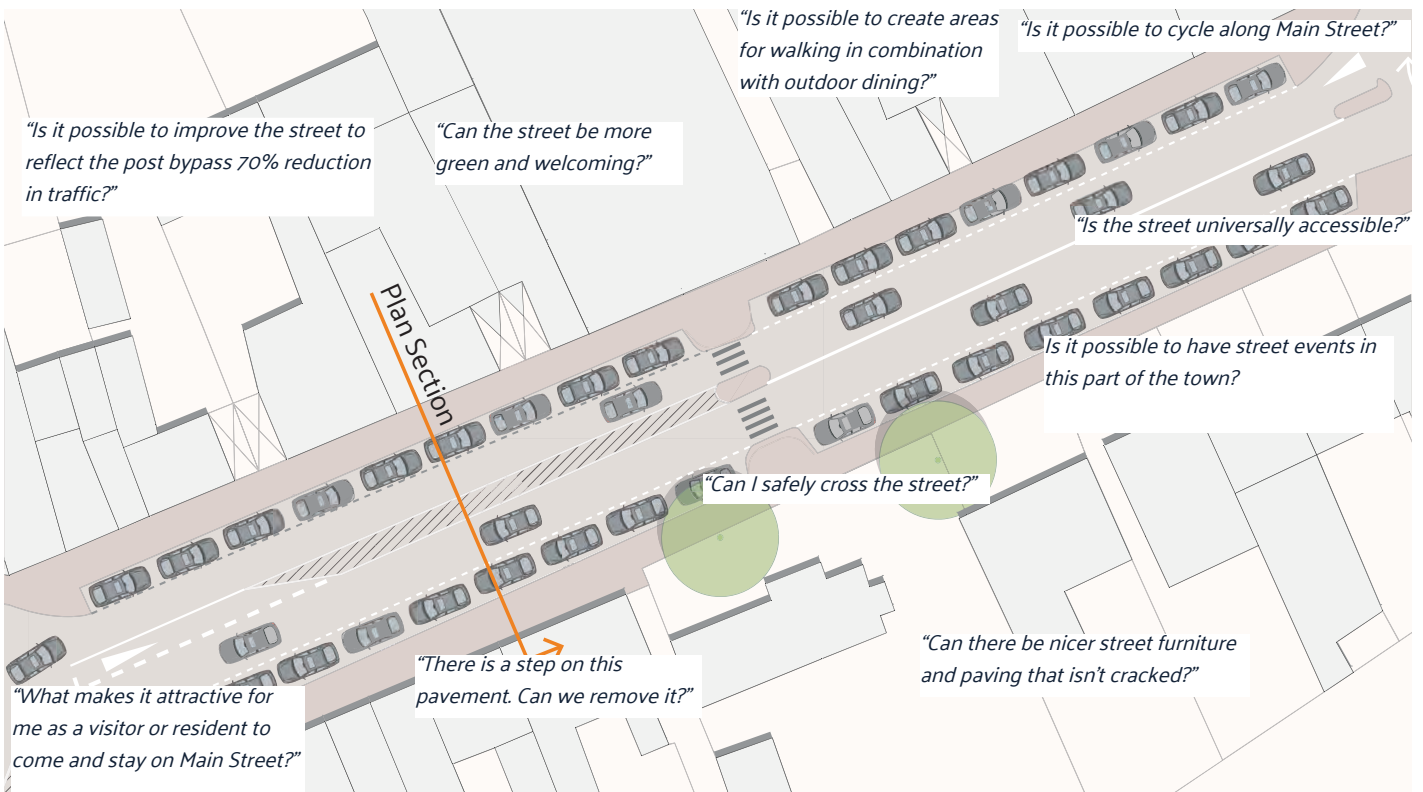 “Is it possible to create areas
for walking in combination
with outdoor dining?”
“Is it possible to cycle along Main Street?”
“Is it possible to improve the street to
reflect the post bypass 70% reduction
in traffic?”
“Can the street be more
green and welcoming?”
“Is the street universally accessible?”
Plan Section
Is it possible to have street events in
this part of the town?
“Can I safely cross the street?”
“There is a step on this
pavement. Can we remove it?”
“Can there be nicer street furniture
and paving that isn’t cracked?”
“What makes it attractive for
me as a visitor or resident to
come and stay on Main Street?”